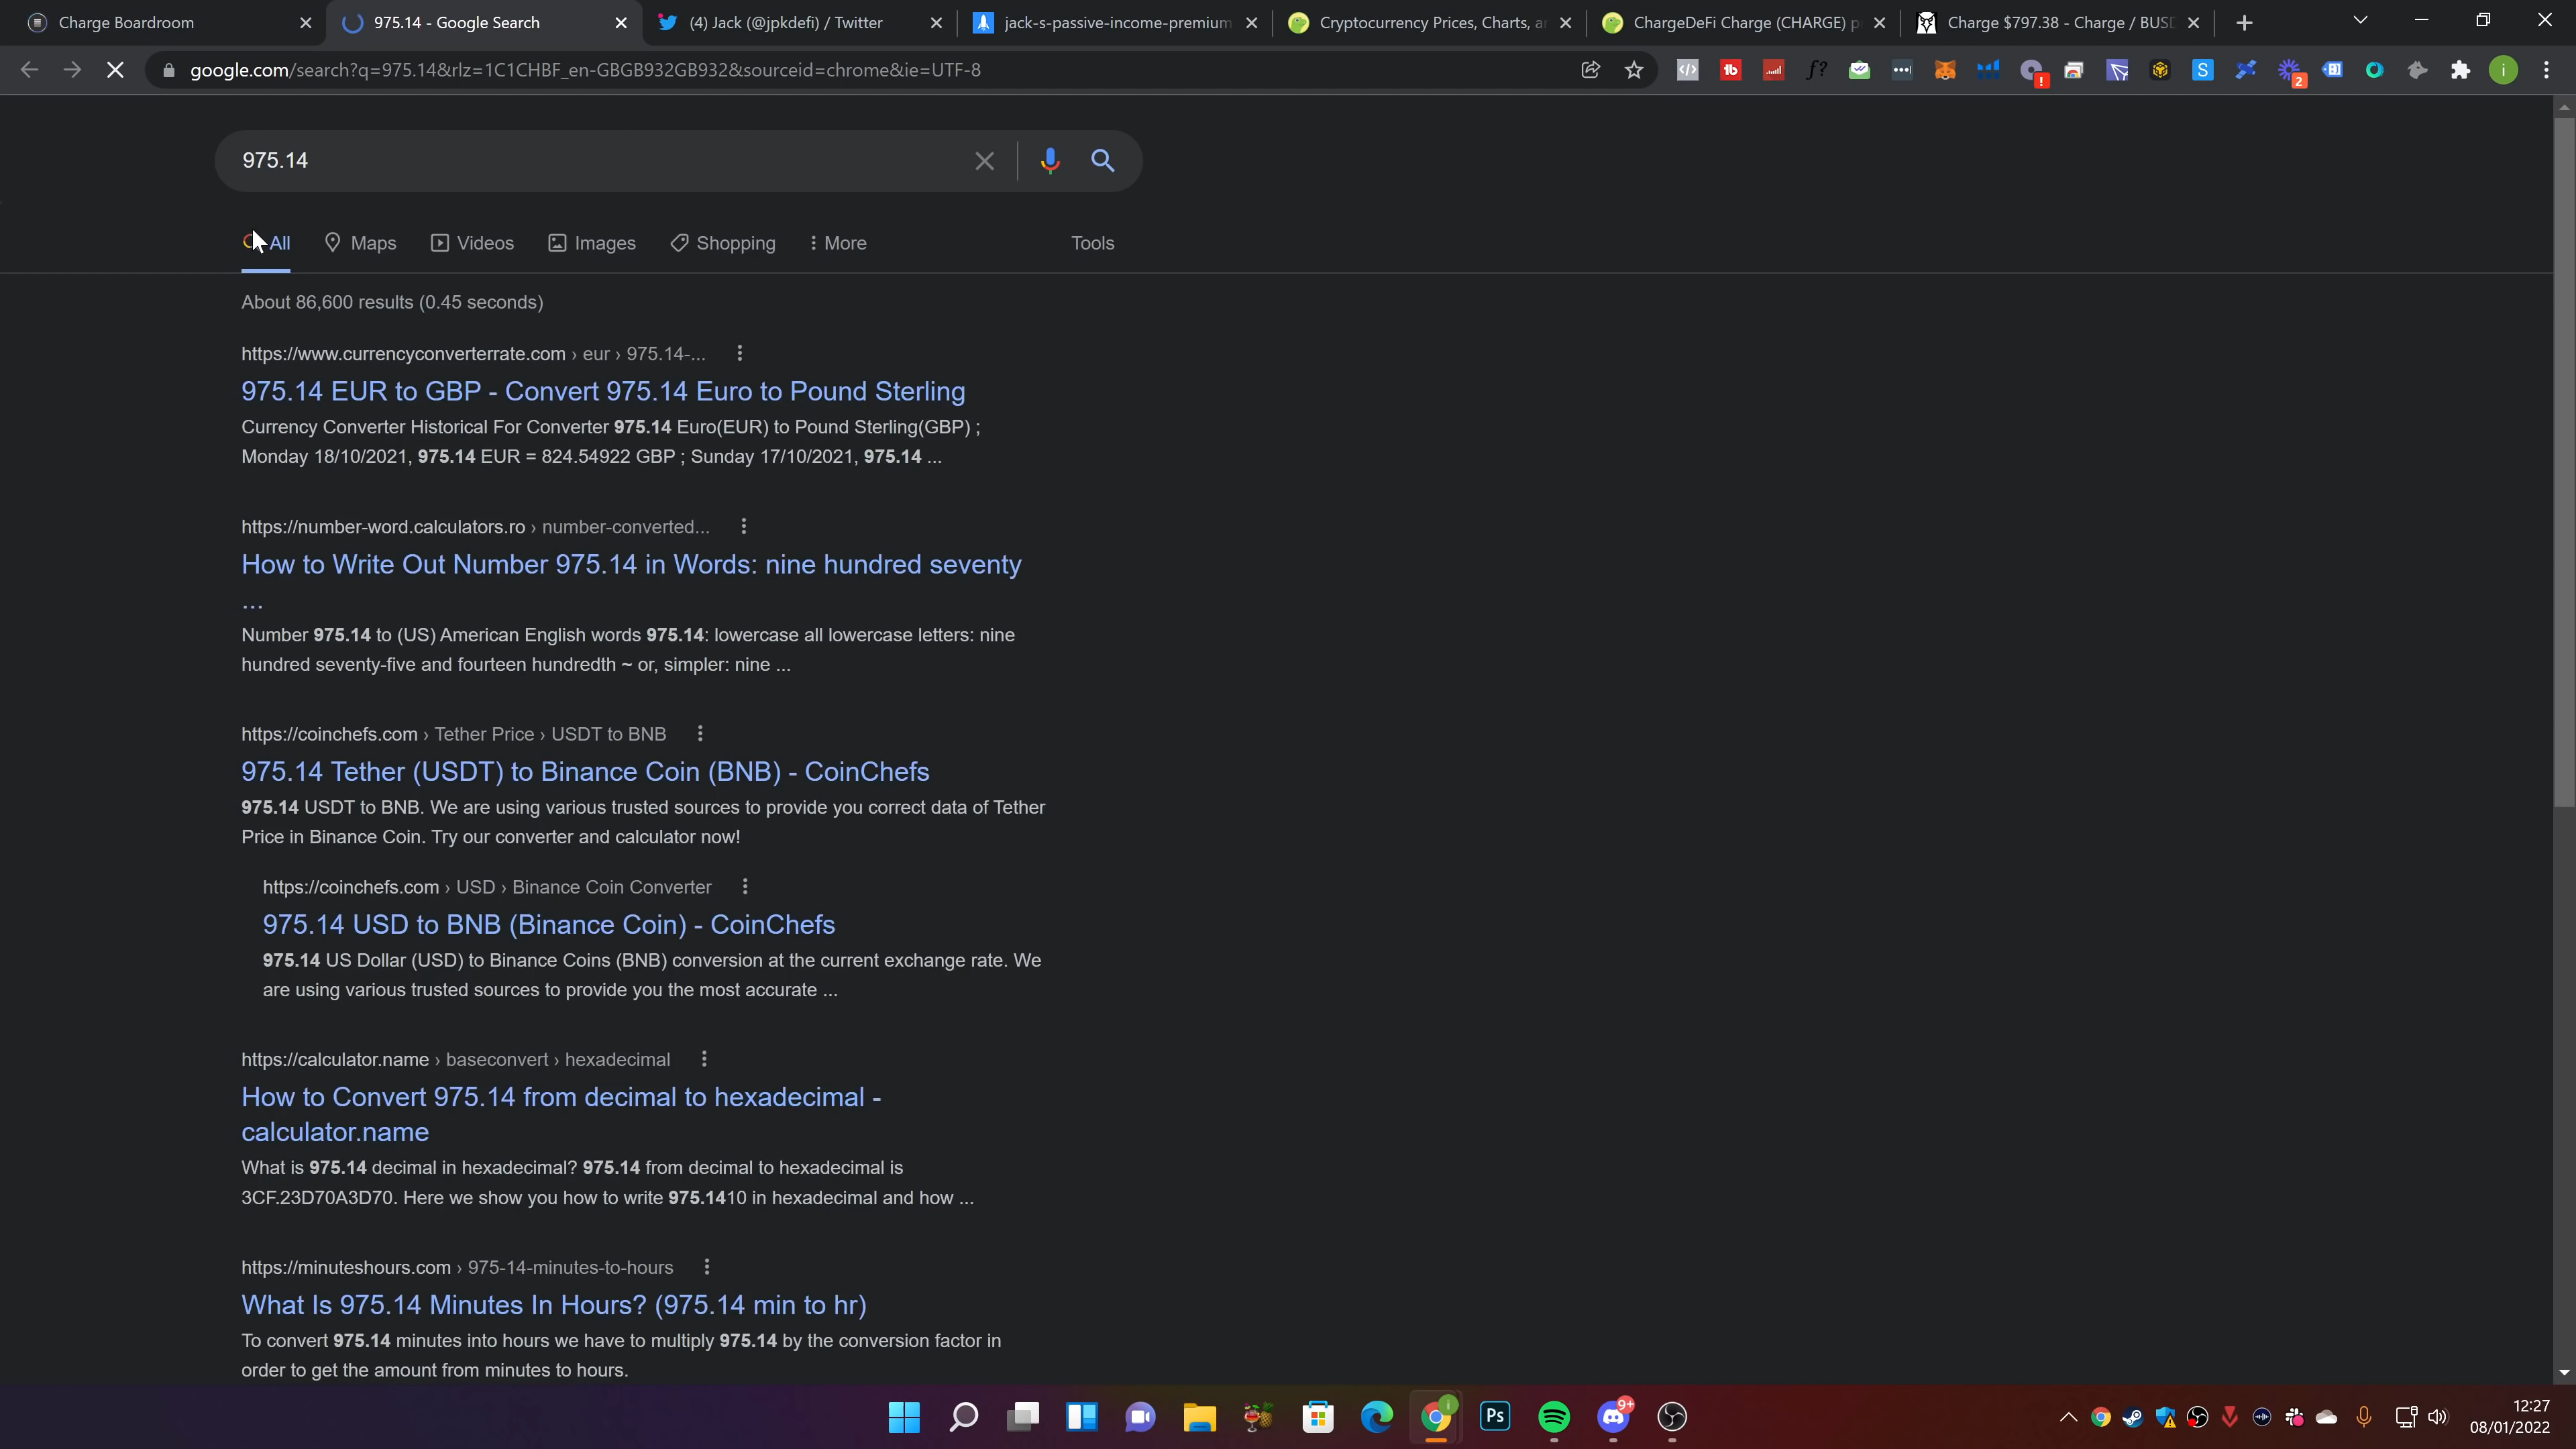 Charge Boardroom
975.14 - Google Search
(4) Jack (@jpkdefi) / Twitter
jack-s-passive-income-premium
Cryptocurrency Prices, Charts, a
ChargeDeFi Charge (CHARGE) p
Charge $797.38 - Charge / BUSD
google.com/search?q=975.14&rlz=1C1CHBF_en-GBGB932GB932&sourceid=chrome&ie=UTF-8
975.14
All Maps Videos Images Shopping More Tools
About 86,600 results (0.45 seconds)
https://www.currencyconverterrate.com › eur › 975.14-...
975.14 EUR to GBP - Convert 975.14 Euro to Pound Sterling
Currency Converter Historical For Converter 975.14 Euro(EUR) to Pound Sterling(GBP) ;
Monday 18/10/2021, 975.14 EUR = 824.54922 GBP ; Sunday 17/10/2021, 975.14 ...
https://number-word.calculators.ro › number-converted...
How to Write Out Number 975.14 in Words: nine hundred seventy
...
Number 975.14 to (US) American English words 975.14: lowercase all lowercase letters: nine
hundred seventy-five and fourteen hundredth ~ or, simpler: nine ...
https://coinchefs.com › Tether Price › USDT to BNB
975.14 Tether (USDT) to Binance Coin (BNB) - CoinChefs
975.14 USDT to BNB. We are using various trusted sources to provide you correct data of Tether
Price in Binance Coin. Try our converter and calculator now!
https://coinchefs.com › USD › Binance Coin Converter
975.14 USD to BNB (Binance Coin) - CoinChefs
975.14 US Dollar (USD) to Binance Coins (BNB) conversion at the current exchange rate. We
are using various trusted sources to provide you the most accurate ...
https://calculator.name › baseconvert › hexadecimal
How to Convert 975.14 from decimal to hexadecimal -
calculator.name
What is 975.14 decimal in hexadecimal? 975.14 from decimal to hexadecimal is
3CF.23D70A3D70. Here we show you how to write 975.1410 in hexadecimal and how ...
https://minuteshours.com › 975-14-minutes-to-hours
What Is 975.14 Minutes In Hours? (975.14 min to hr)
To convert 975.14 minutes into hours we have to multiply 975.14 by the conversion factor in
order to get the amount from minutes to hours.
Ps
9+
12:27
08/01/2022